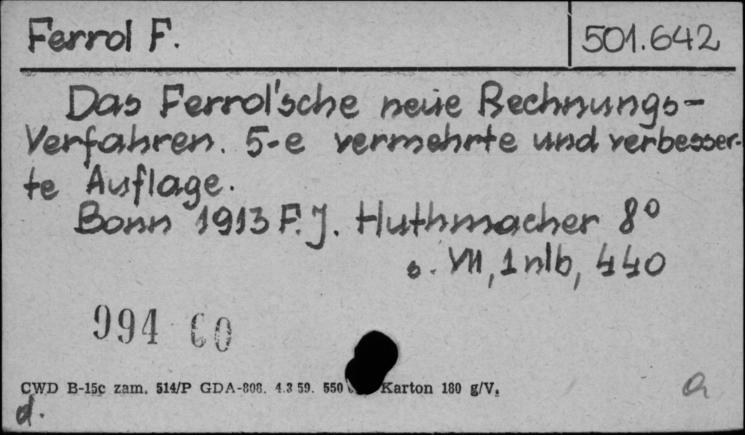 Ferrol F.
501.642
Das Ferrol'sche neue Rechnungs-
Verfahren. 5-e vermehrte und verbesser-
te Auflage.
Bonn 1913 F. J. Huthmacher 8°
s. VII, 1 nlb, 440
994 60
CWD B-15c zam. 514/P GDA-808. 4.3 59. 550 Karton 180 g/V.
d.